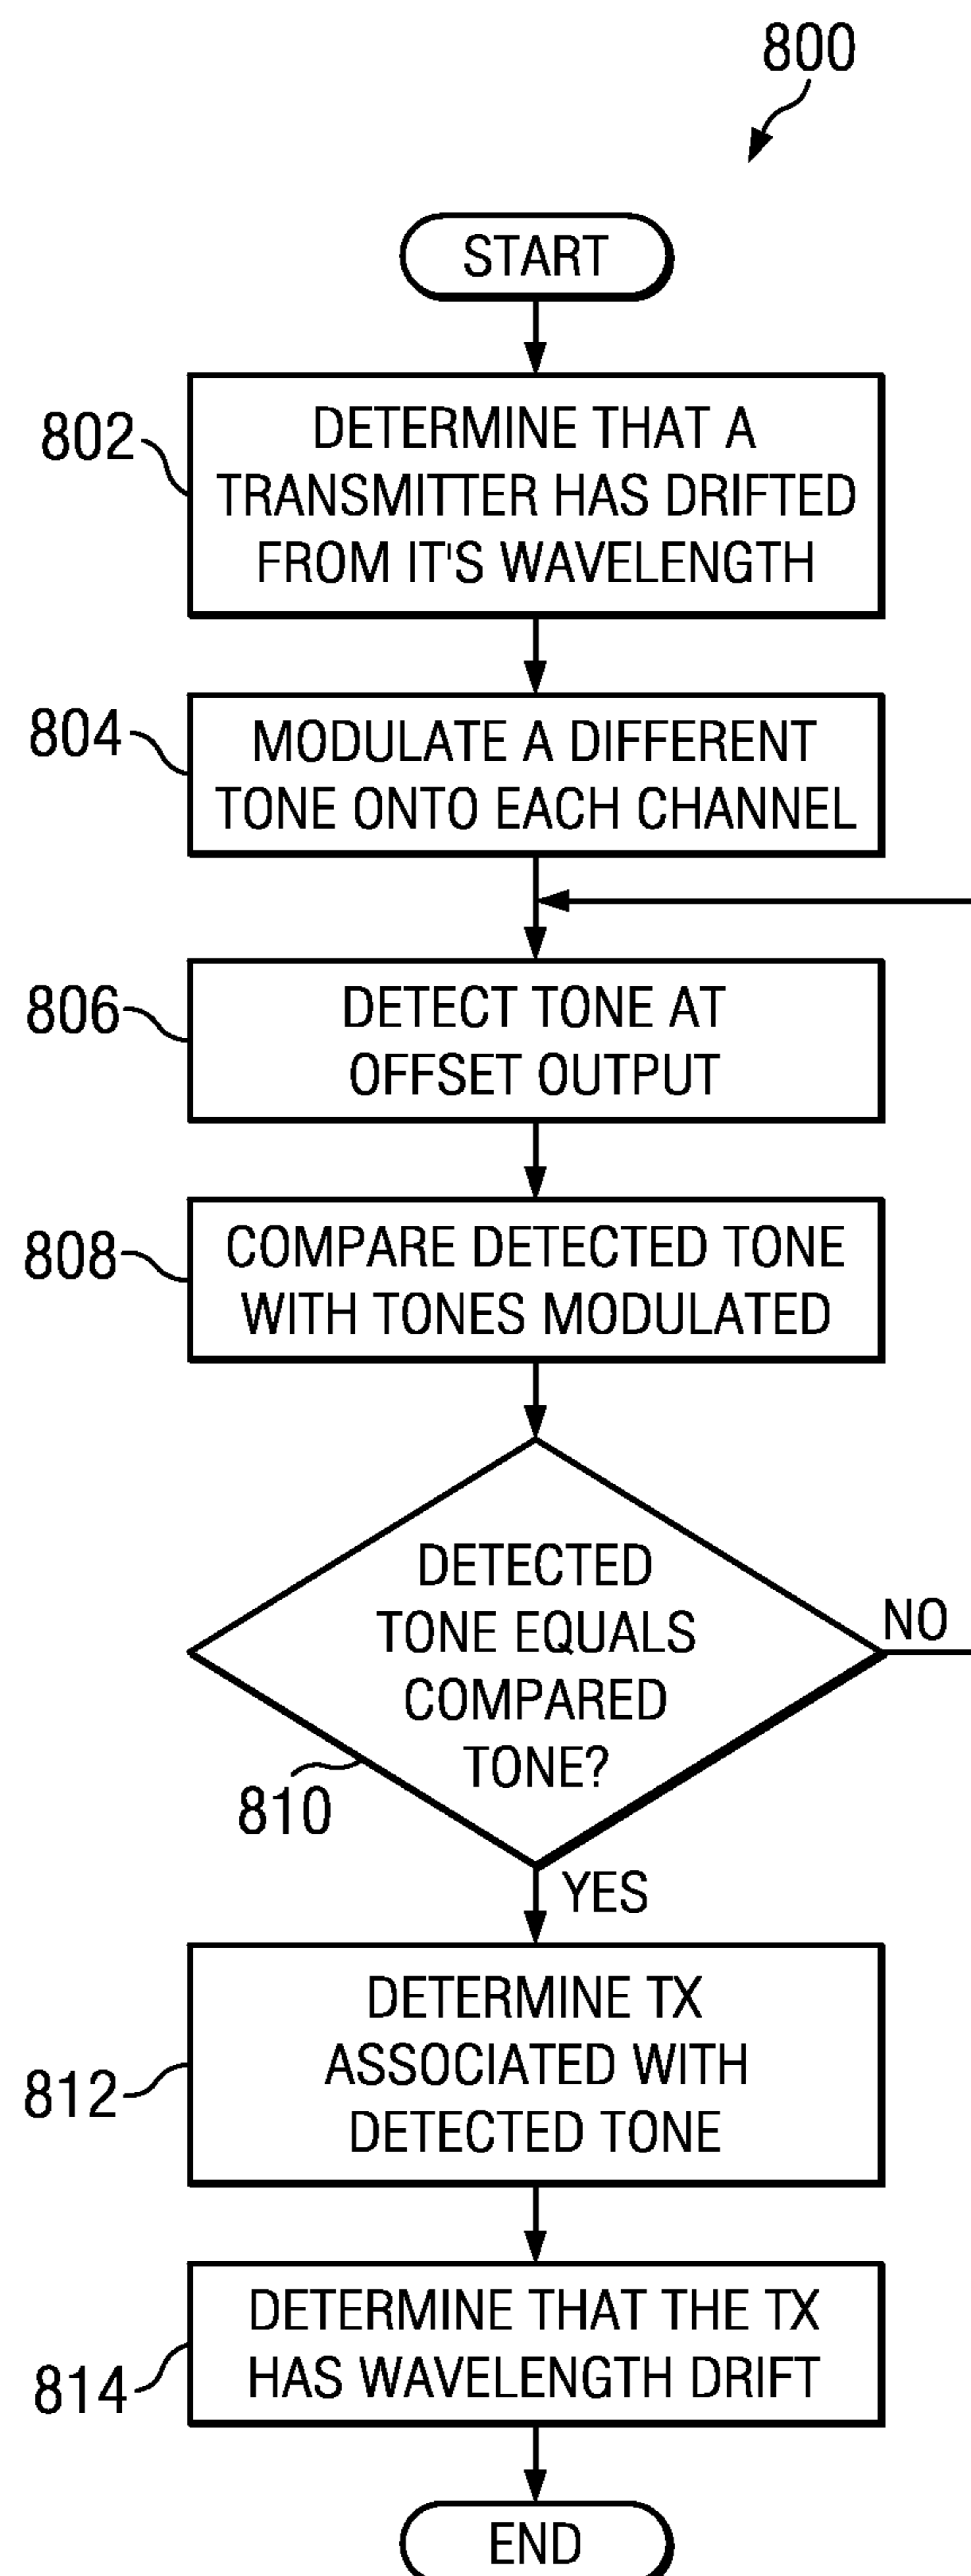 800
START
802
DETERMINE THAT A
TRANSMITTER HAS DRIFTED
FROM IT'S WAVELENGTH
804
MODULATE A DIFFERENT
TONE ONTO EACH CHANNEL
806
DETECT TONE AT
OFFSET OUTPUT
808
COMPARE DETECTED TONE
WITH TONES MODULATED
DETECTED
TONE EQUALS
COMPARED
TONE?
NO
810
YES
812
DETERMINE TX
ASSOCIATED WITH
DETECTED TONE
814
DETERMINE THAT THE TX
HAS WAVELENGTH DRIFT
END